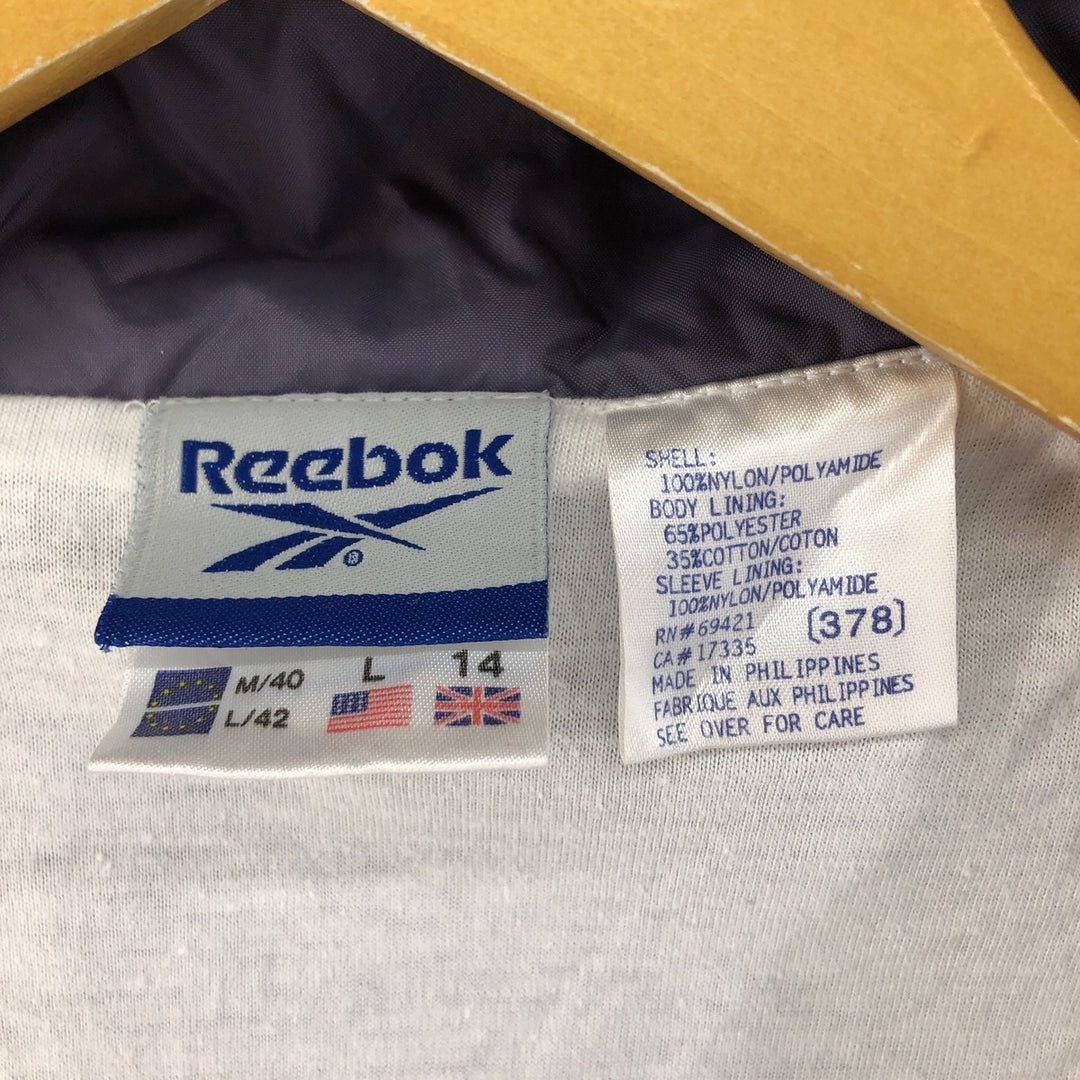 Reebok
®
M/40
L/42
L
14
SHELL:
100%NYLON/POLYAMIDE
BODY LINING:
65%POLYESTER
35%COTTON/COTON
SLEEVE LINING:
100%NYLON/POLYAMIDE
RN#69421 (378)
CA#17335
MADE IN PHILIPPINES
FABRIQUE AUX PHILIPPINES
SEE OVER FOR CARE